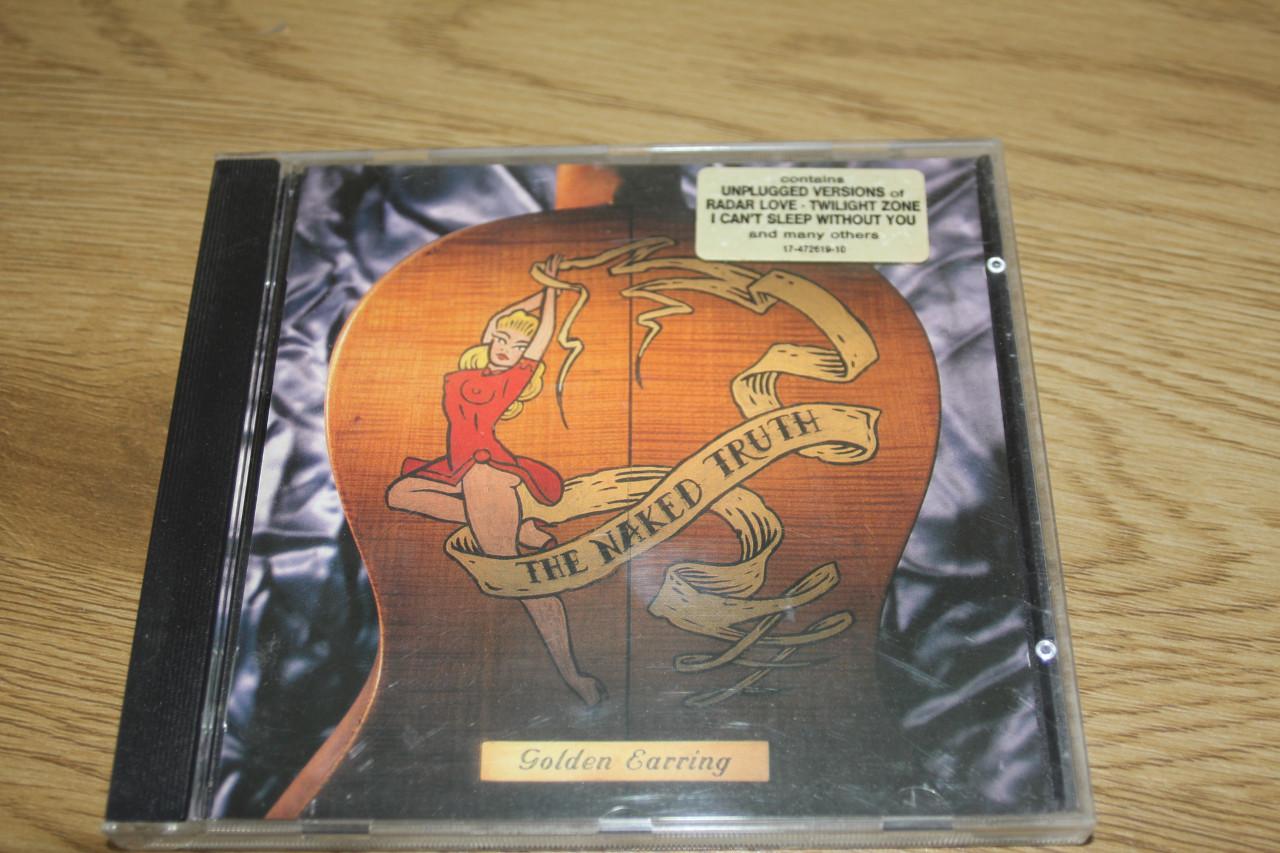 contains
UNPLUGGED VERSIONS of
RADAR LOVE - TWILIGHT ZONE
I CAN'T SLEEP WITHOUT YOU
and many others
17-472619-10
THE NAKED TRUTH
Golden Earring